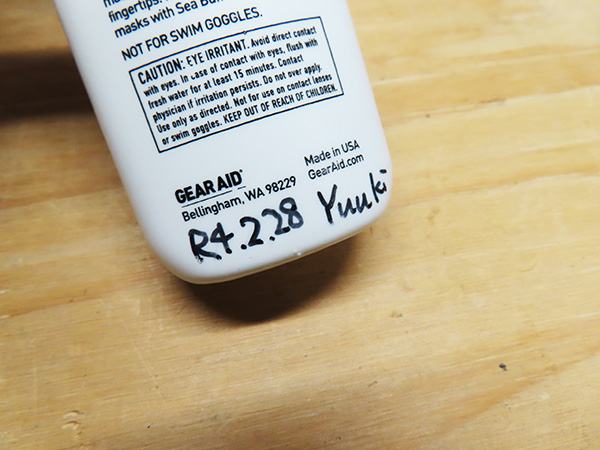 fingertips.
masks with Sea
NOT FOR SWIM GOGGLES.
CAUTION: EYE IRRITANT. Avoid direct contact
with eyes. In case of contact with eyes, flush with
fresh water for at least 15 minutes. Contact
physician if irritation persists. Do not over apply.
Use only as directed. Not for use on contact lenses
or swim goggles. KEEP OUT OF REACH OF CHILDREN.
GEAR AID
Bellingham, WA 98229
Made in USA
GearAid.com
R4.2.28 Yuuki